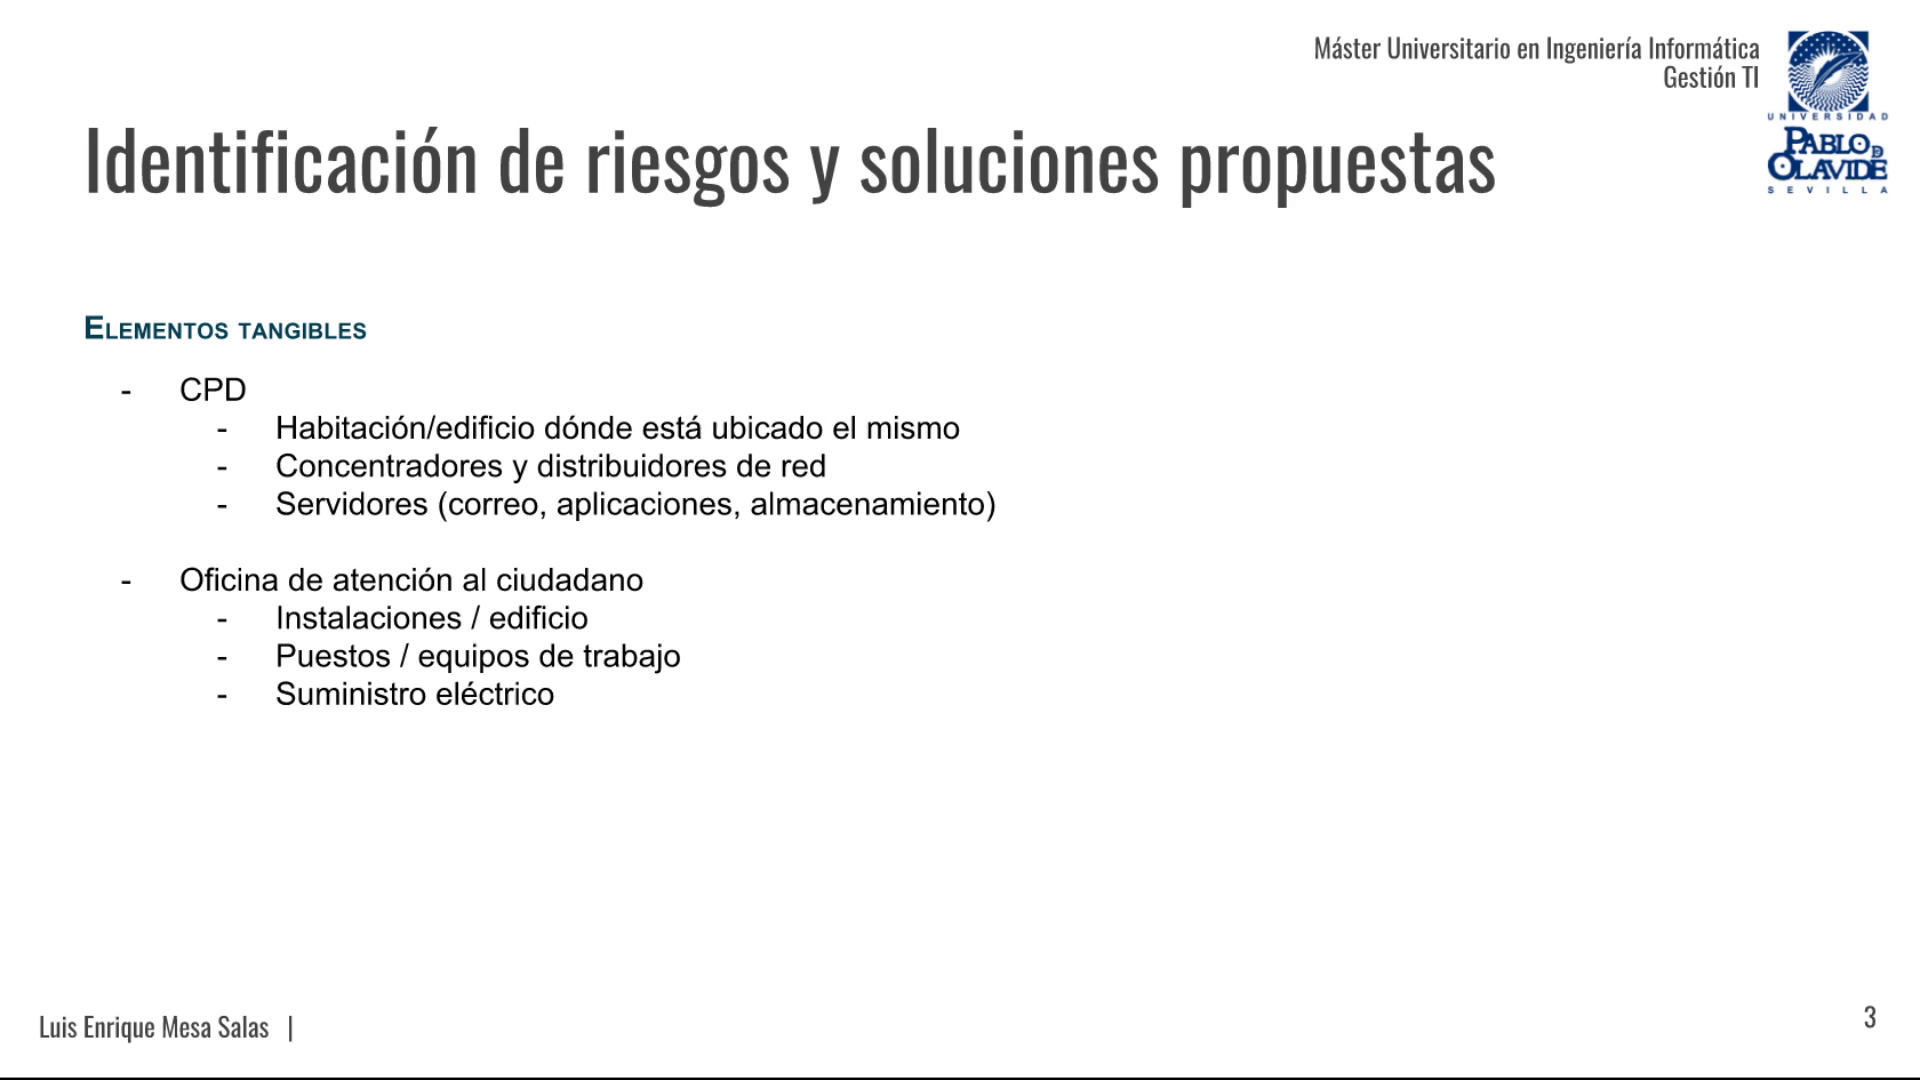 Máster Universitario en Ingeniería Informática
Gestión TI
UNIVERSIDAD
PABLO DE
OLAVIDE
SEVILLA
Identificación de riesgos y soluciones propuestas
ELEMENTOS TANGIBLES
- CPD
- Habitación/edificio dónde está ubicado el mismo
- Concentradores y distribuidores de red
- Servidores (correo, aplicaciones, almacenamiento)
- Oficina de atención al ciudadano
- Instalaciones / edificio
- Puestos / equipos de trabajo
- Suministro eléctrico
Luis Enrique Mesa Salas |
3